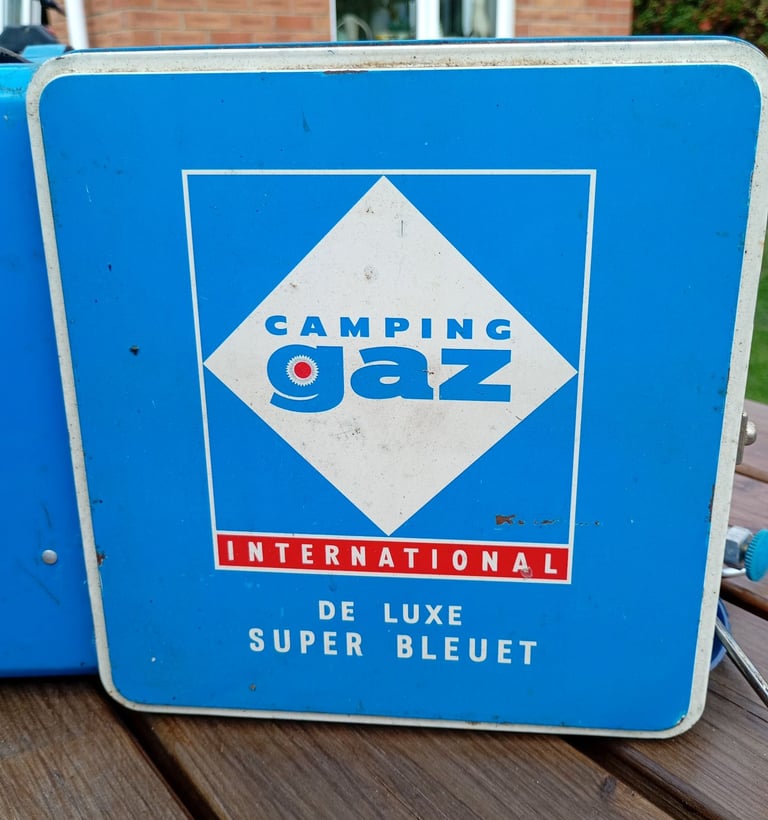 CAMPING
gaz
INTERNATIONAL
DE LUXE
SUPER BLEUET